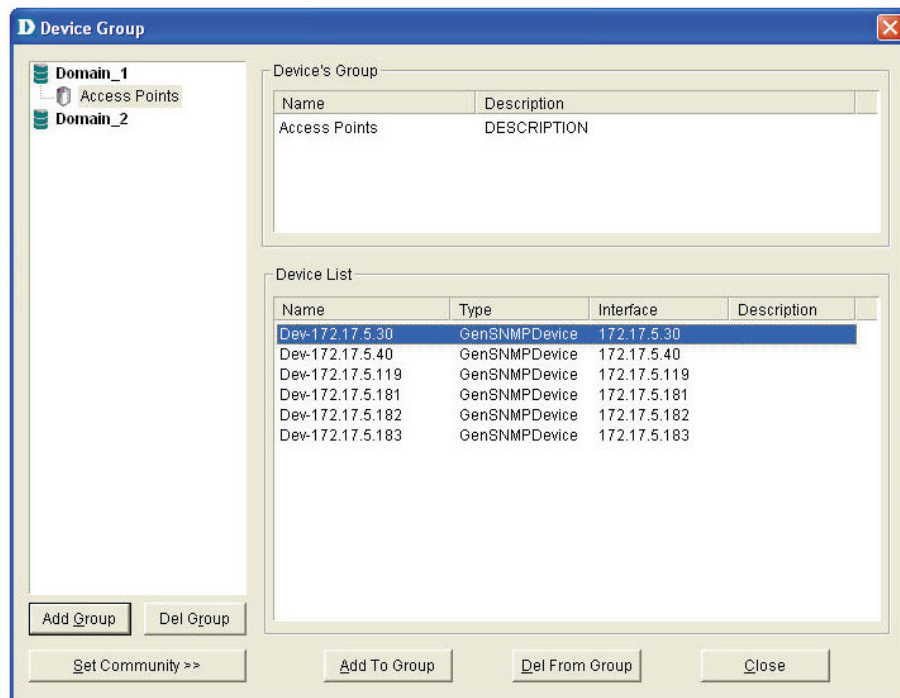 D Device Group
Domain_1
Access Points
Domain_2
Device's Group
Name Description
Access Points DESCRIPTION
Device List
Name Type Interface Description
Dev-172.17.5.30 GenSNMPDevice 172.17.5.30
Dev-172.17.5.40 GenSNMPDevice 172.17.5.40
Dev-172.17.5.119 GenSNMPDevice 172.17.5.119
Dev-172.17.5.181 GenSNMPDevice 172.17.5.181
Dev-172.17.5.182 GenSNMPDevice 172.17.5.182
Dev-172.17.5.183 GenSNMPDevice 172.17.5.183
Add Group Del Group
Set Community >> Add To Group Del From Group Close